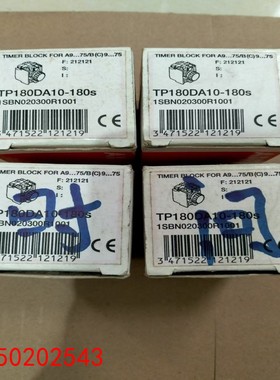 TIMER BLOCK FOR A9...75/B(C)9...75
F: 212121
S:
I:
TP180DA10-180s
1SBN020300R1001
3 471522 121219
CE
TIMER BLOCK FOR A9...75/B(C)9...75
F: 212121
S:
I:
TP180DA10-180s
1SBN020300R1001
3 471522 121219
CE
TIMER BLOCK FOR A9...75/B(C)9...75
F: 212121
S:
I:
TP180DA10-180s
1SBN020300R1001
3 471522 121219
CE
TIMER BLOCK FOR A9...75/B(C)9...75
F: 212121
S:
I:
TP180DA10-180s
1SBN020300R1001
3 471522 121219
CE
50202543